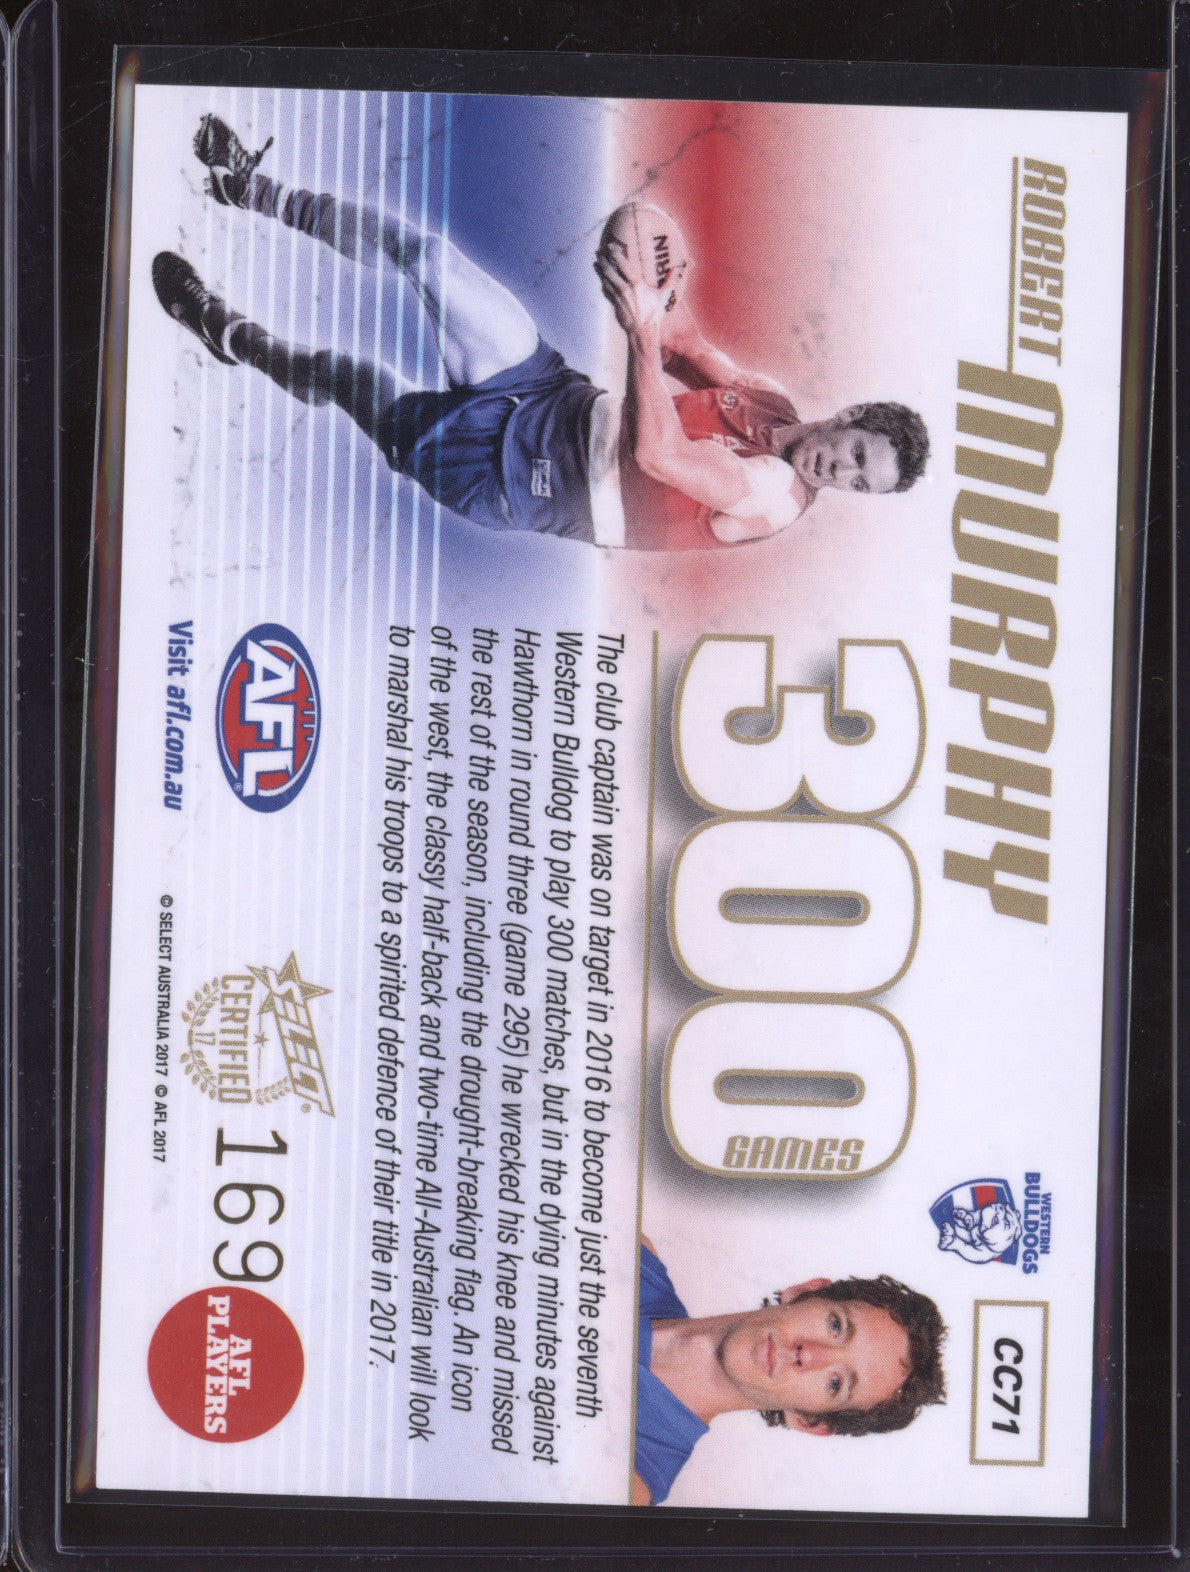 ROBERT MURPHY
WESTERN
BULLDOGS
CC71
300
GAMES
The club captain was on target in 2016 to become just the seventh
Western Bulldog to play 300 matches, but in the dying minutes against
Hawthorn in round three (game 295) he wrecked his knee and missed
the rest of the season, including the drought-breaking flag. An icon
of the west, the classy half-back and two-time All-Australian will look
to marshal his troops to a spirited defence of their title in 2017.
AFL
®
Visit afl.com.au
SELECT
®
CERTIFIED
17
169
AFL
PLAYERS
© SELECT AUSTRALIA 2017 © AFL 2017